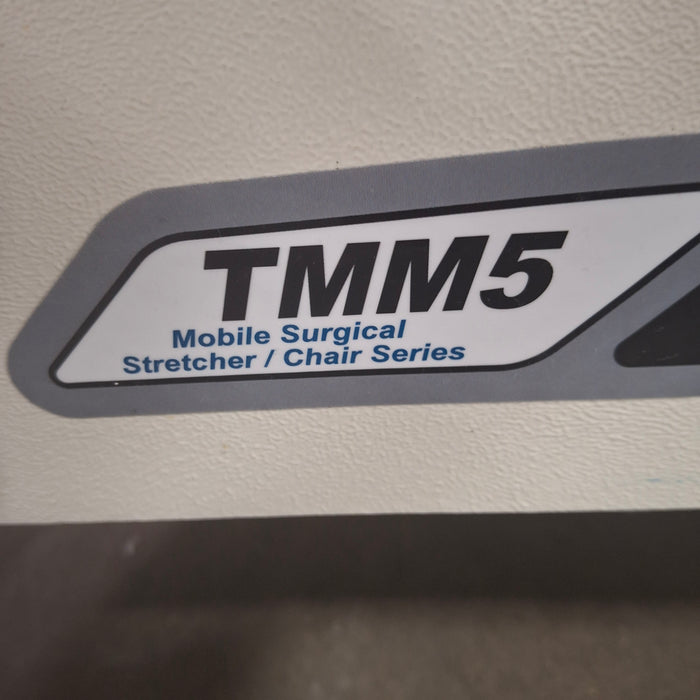 TMM5
Mobile Surgical
Stretcher / Chair Series